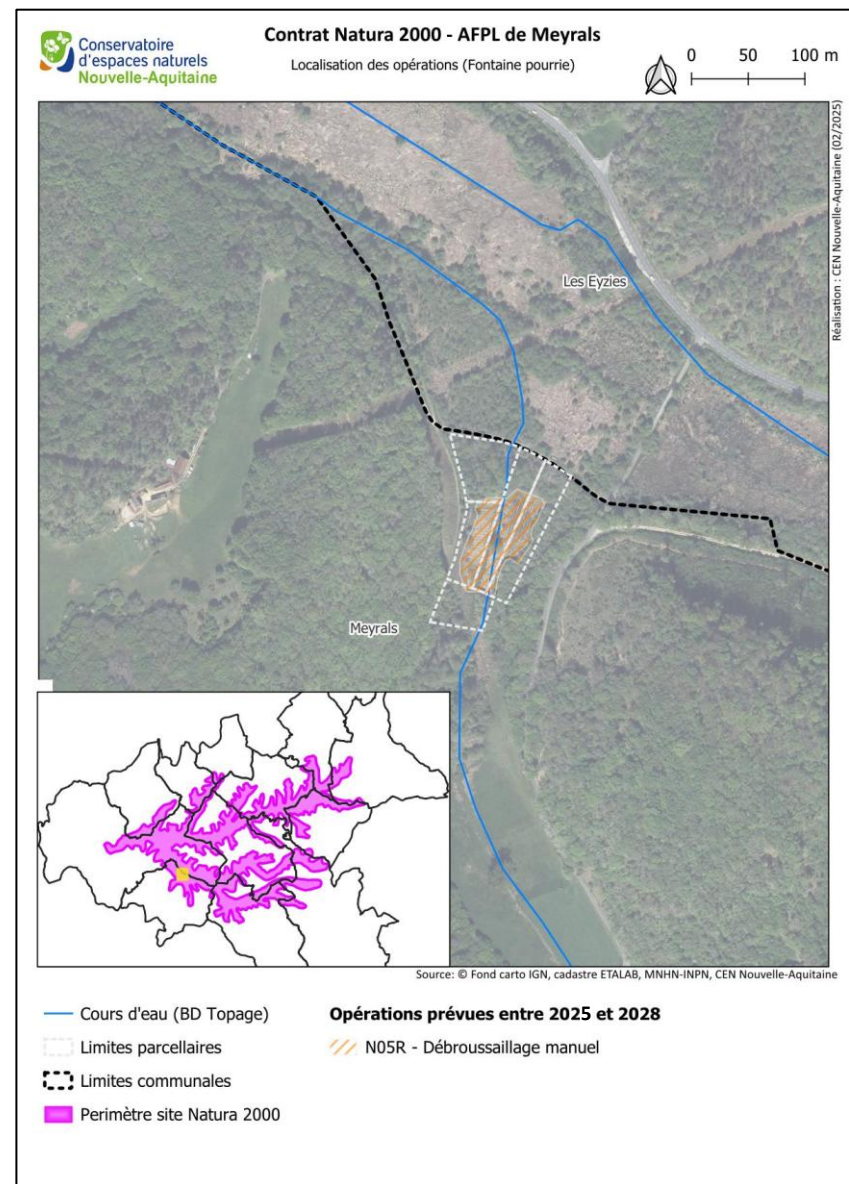 Conservatoire
d'espaces naturels
Nouvelle-Aquitaine
Contrat Natura 2000 - AFPL de Meyrals
Localisation des opérations (Fontaine pourrie)
0 50 100 m
Réalisation : CEN Nouvelle-Aquitaine (02/2025)
Les Eyzies
Meyrals
Source: © Fond carto IGN, cadastre ETALAB, MNHN-INPN, CEN Nouvelle-Aquitaine
Cours d'eau (BD Topage)
Limites parcellaires
Limites communales
Perimètre site Natura 2000
Opérations prévues entre 2025 et 2028
N05R - Débroussaillage manuel